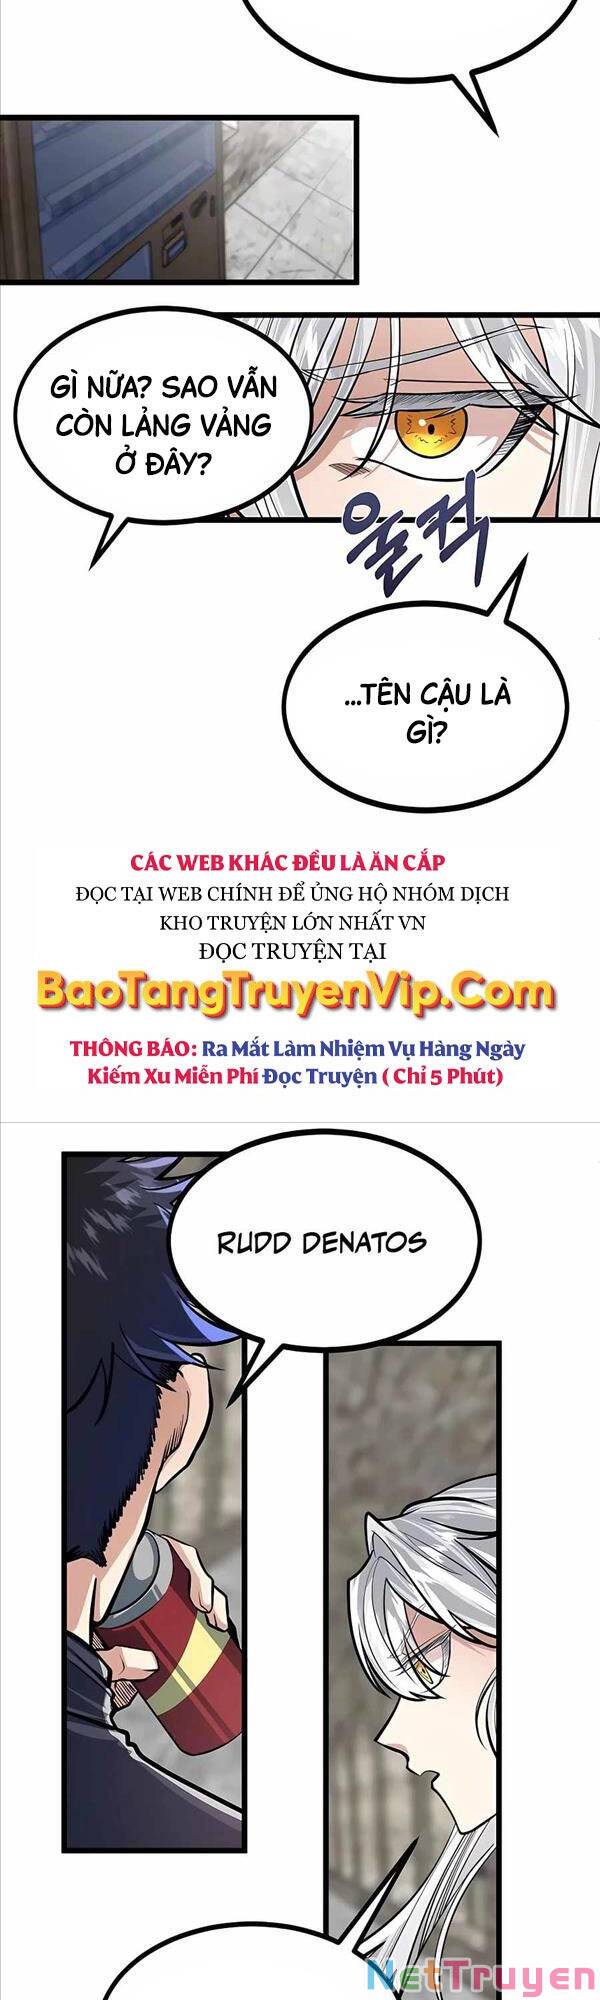 GÌ NỮA? SAO VẪN
CÒN LẢNG VẢNG
Ở ĐÂY?
울컥
...TÊN CẬU LÀ
GÌ?
CÁC WEB KHÁC ĐỀU LÀ ĂN CẮP
ĐỌC TẠI WEB CHÍNH ĐỂ ỦNG HỘ NHÓM DỊCH
KHO TRUYỆN LỚN NHẤT VN
ĐỌC TRUYỆN TẠI
BaoTangTruyenVip.Com
THÔNG BÁO: Ra Mắt Làm Nhiệm Vụ Hàng Ngày
Kiếm Xu Miễn Phí Đọc Truyện ( Chỉ 5 Phút)
RUDD DENATOS
NetTruyen